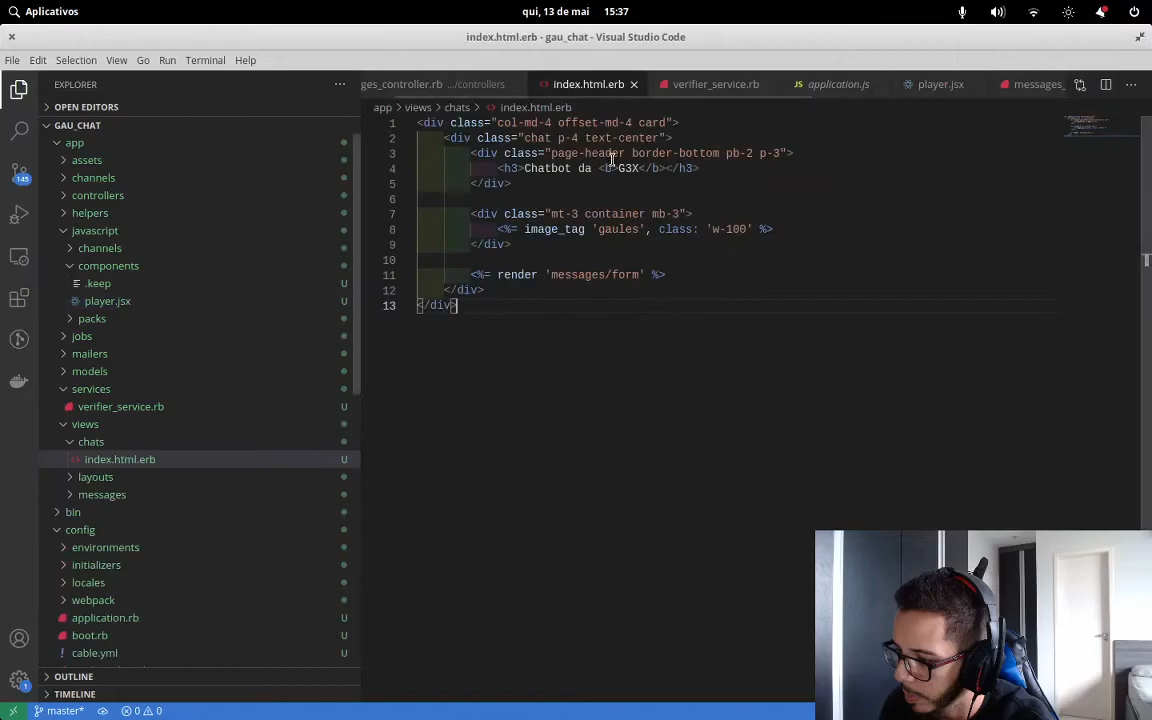 Aplicativos
qui, 13 de mai 15:37
index.html.erb - gau_chat - Visual Studio Code
File Edit Selection View Go Run Terminal Help
EXPLORER
ges_controller.rb .../controllers
index.html.erb
verifier_service.rb
application.js
player.jsx
messages_
OPEN EDITORS
app > views > chats > index.html.erb
GAU_CHAT
app
assets
channels
controllers
helpers
javascript
channels
components
.keep
player.jsx
packs
jobs
mailers
models
services
verifier_service.rb
views
chats
index.html.erb
layouts
messages
bin
config
environments
initializers
locales
webpack
application.rb
boot.rb
cable.yml
OUTLINE
TIMELINE
U
U
U
U
U
U
145
1
1 <div class="col-md-4 offset-md-4 card">
2 <div class="chat p-4 text-center">
3 <div class="page-header border-bottom pb-2 p-3">
4 <h3>Chatbot da <b>G3X</b></h3>
5 </div>
6
7 <div class="mt-3 container mb-3">
8 <%= image_tag 'gaules', class: 'w-100' %>
9 </div>
10
11 <%= render 'messages/form' %>
12 </div>
13 </div>
master* 0 0